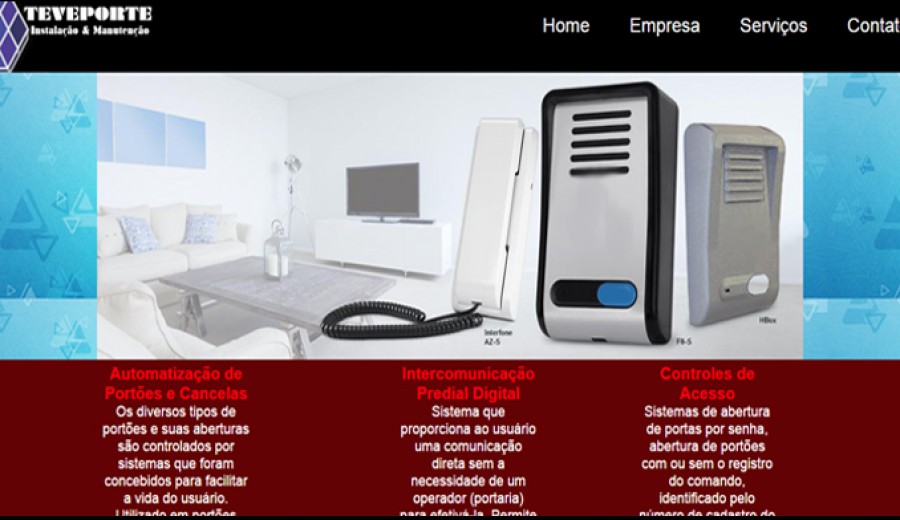 TEVEPORTE
Instalação & Manutenção
Home Empresa Serviços Contat
Interfone
AZ-S
F8-S
HBox
Automatização de
Portões e Cancelas
Os diversos tipos de
portões e suas aberturas
são controlados por
sistemas que foram
concebidos para facilitar
a vida do usuário.
Utilizado em portões
Intercomunicação
Predial Digital
Sistema que
proporciona ao usuário
uma comunicação
direta sem a
necessidade de um
operador (portaria)
para efetivá-la. Permite
Controles de
Acesso
Sistemas de abertura
de portas por senha,
abertura de portões
com ou sem o registro
do comando,
identificado pelo
número de cadastro do